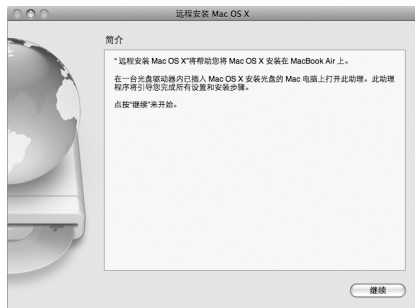 远程安装 Mac OS X
简介
“远程安装 Mac OS X”将帮助您将 Mac OS X 安装在 MacBook Air 上。
在一台光盘驱动器内已插入 Mac OS X 安装光盘的 Mac 电脑上打开此助理。此助理
程序将引导您完成所有设置和安装步骤。
点按“继续”来开始。
继续